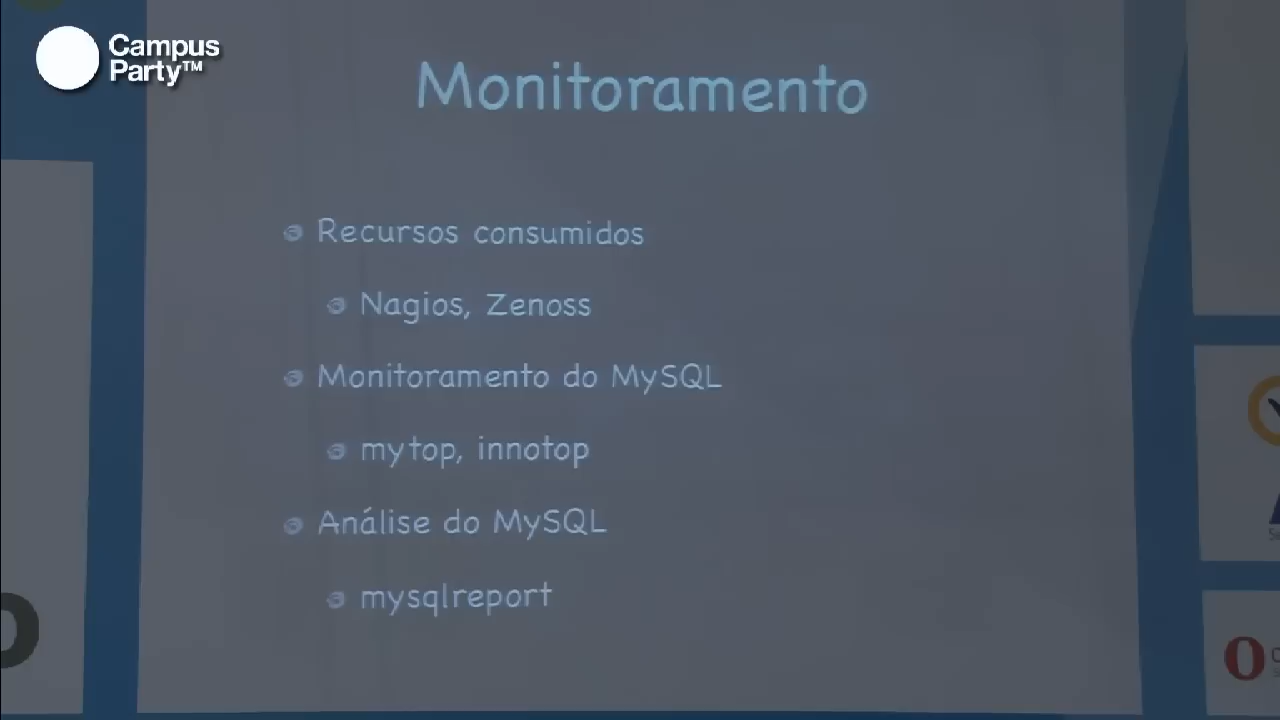 Campus
Party™
Monitoramento
Recursos consumidos
Nagios, Zenoss
Monitoramento do MySQL
mytop, innotop
Análise do MySQL
mysqlreport